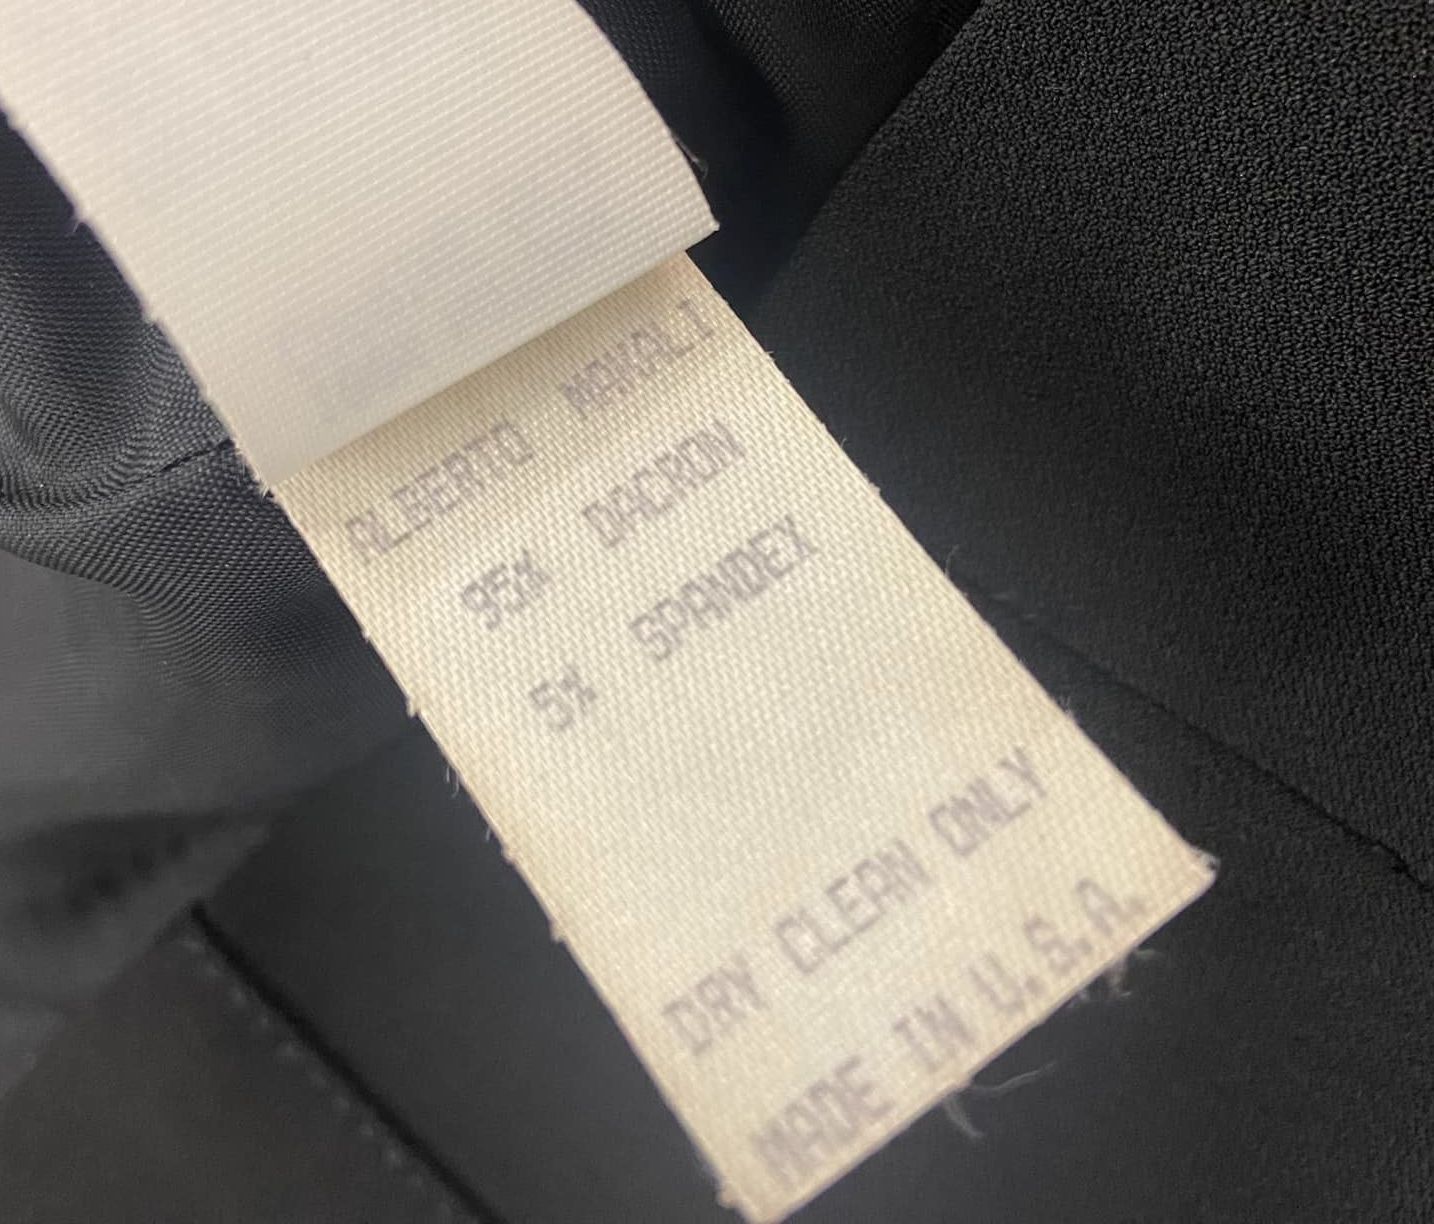 ALBERTO MAKALI
95% DACRON
5% SPANDEX
DRY CLEAN ONLY
MADE IN U.S.A.